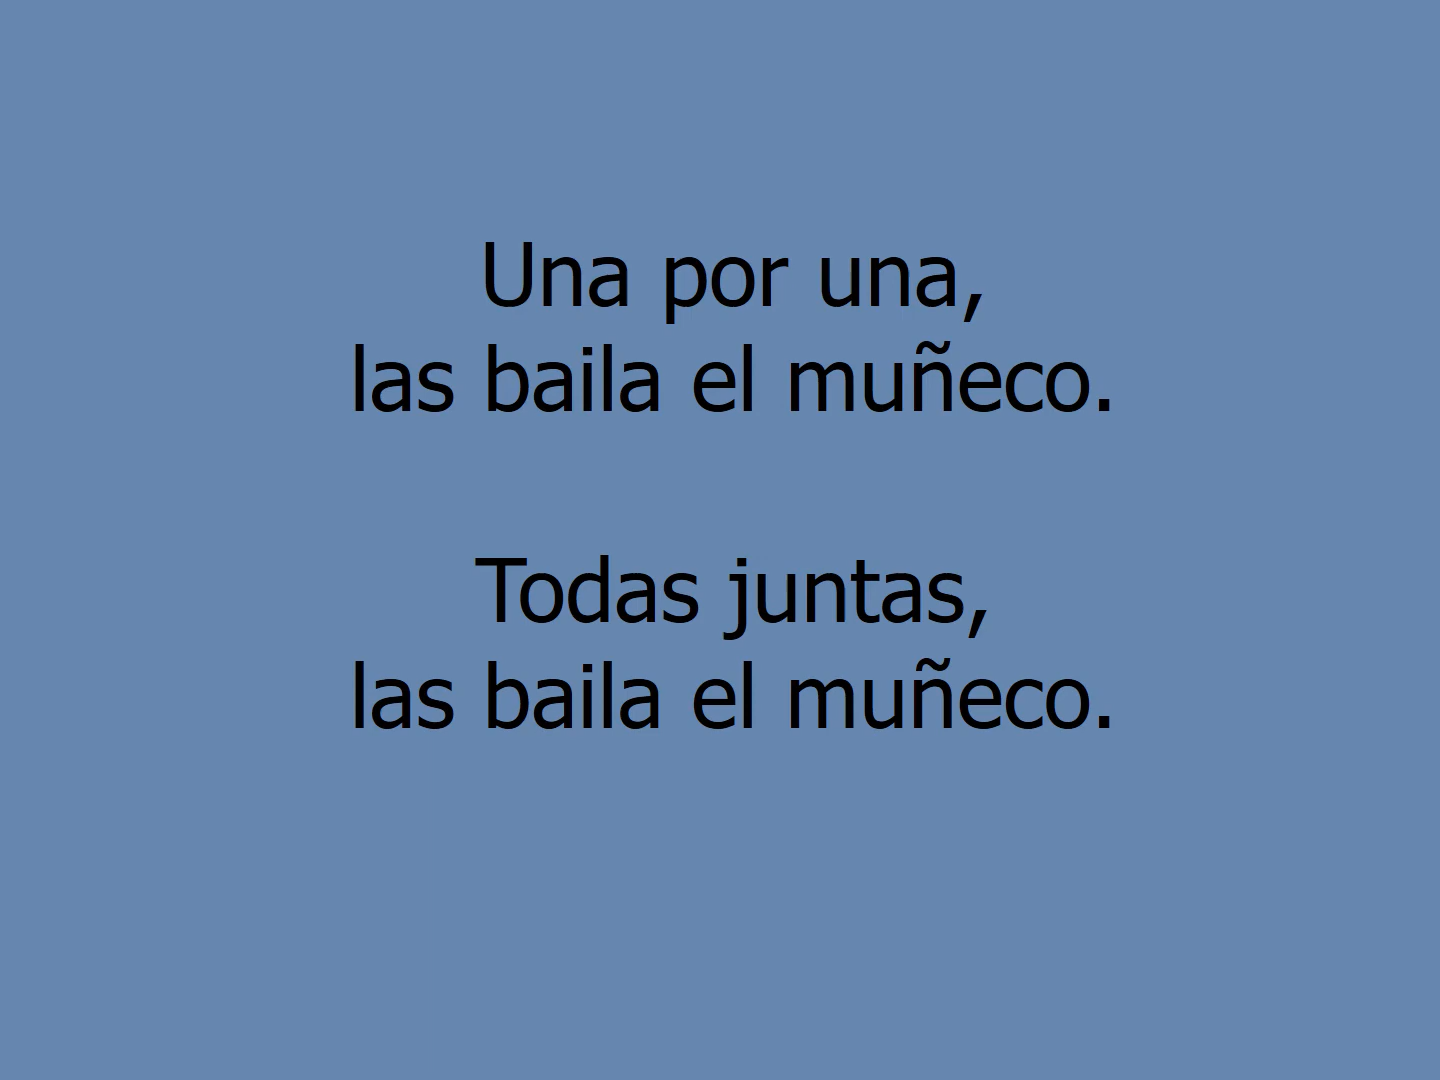 Una por una,
las baila el muñeco.
Todas juntas,
las baila el muñeco.